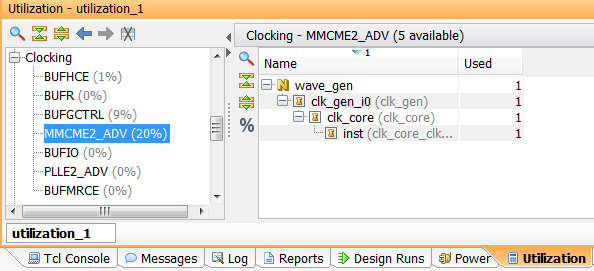 Utilization - utilization_1
Clocking
BUFHCE (1%)
BUFR (0%)
BUFGCTRL (9%)
MMCME2_ADV (20%)
BUFIO (0%)
PLLE2_ADV (0%)
BUFMRCE (0%)
utilization_1
Clocking - MMCME2_ADV (5 available)
1
Name Used
wave_gen 1
clk_gen_i0 (clk_gen) 1
clk_core (clk_core) 1
inst (clk_core_clk... 1
%
Tcl Console Messages Log Reports Design Runs Power Utilization